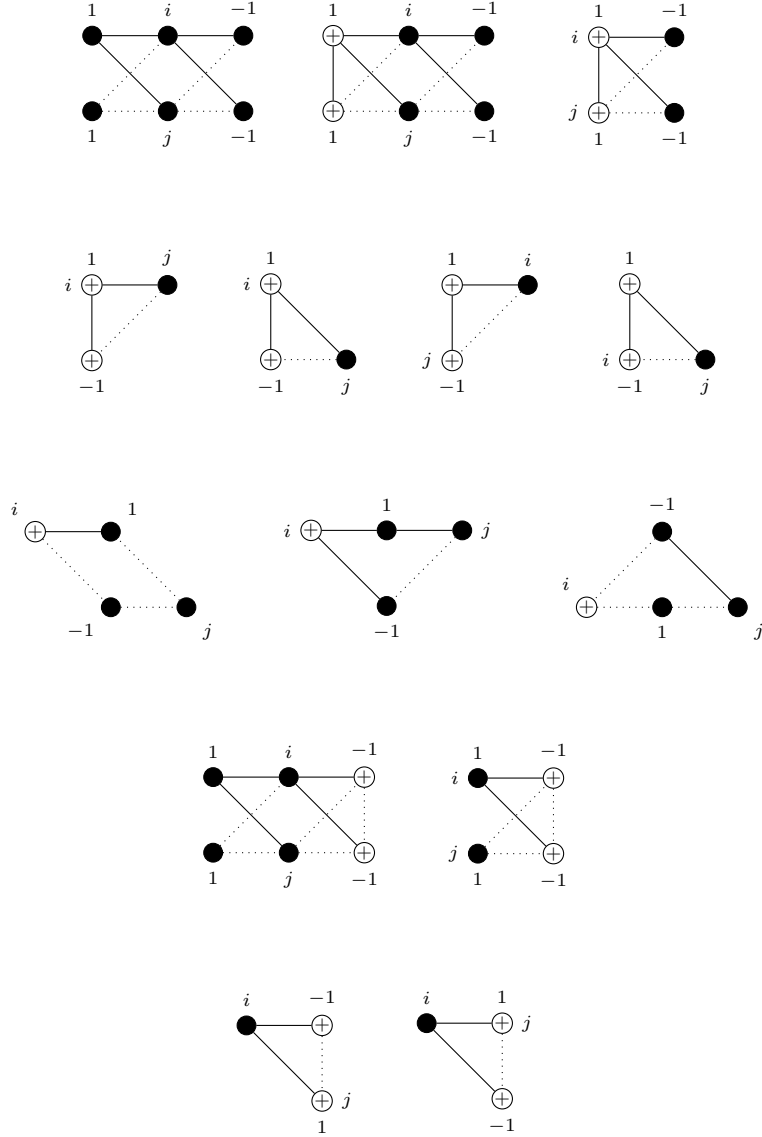 1 i −1 1 i −1 1
i
j
1 j −1 1 j −1 1 −1
1 j 1 1 i 1
i i
j i
−1 −1 j −1 −1 j
i 1 1 −1
i j
i
−1 j −1 1 j
1 i −1 1 −1
i
j
1 j −1 1 −1
i −1 i 1
j
j
1 −1